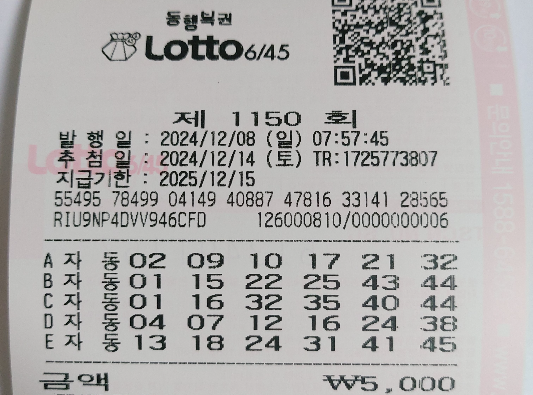 동행복권
Lotto 6/45
제 1150 회
발 행 일 : 2024/12/08 (일) 07:57:45
추 첨 일 : 2024/12/14 (토) TR:1725773807
지급기한 : 2025/12/15
55495 78499 04149 40887 47816 33141 28565
RIU9NP4DVV946CFD 126000810/0000000006
A 자 동 02 09 10 17 21 32
B 자 동 01 15 22 25 43 44
C 자 동 01 16 32 35 40 44
D 자 동 04 07 12 16 24 38
E 자 동 13 18 24 31 41 45
금액 ₩5,000